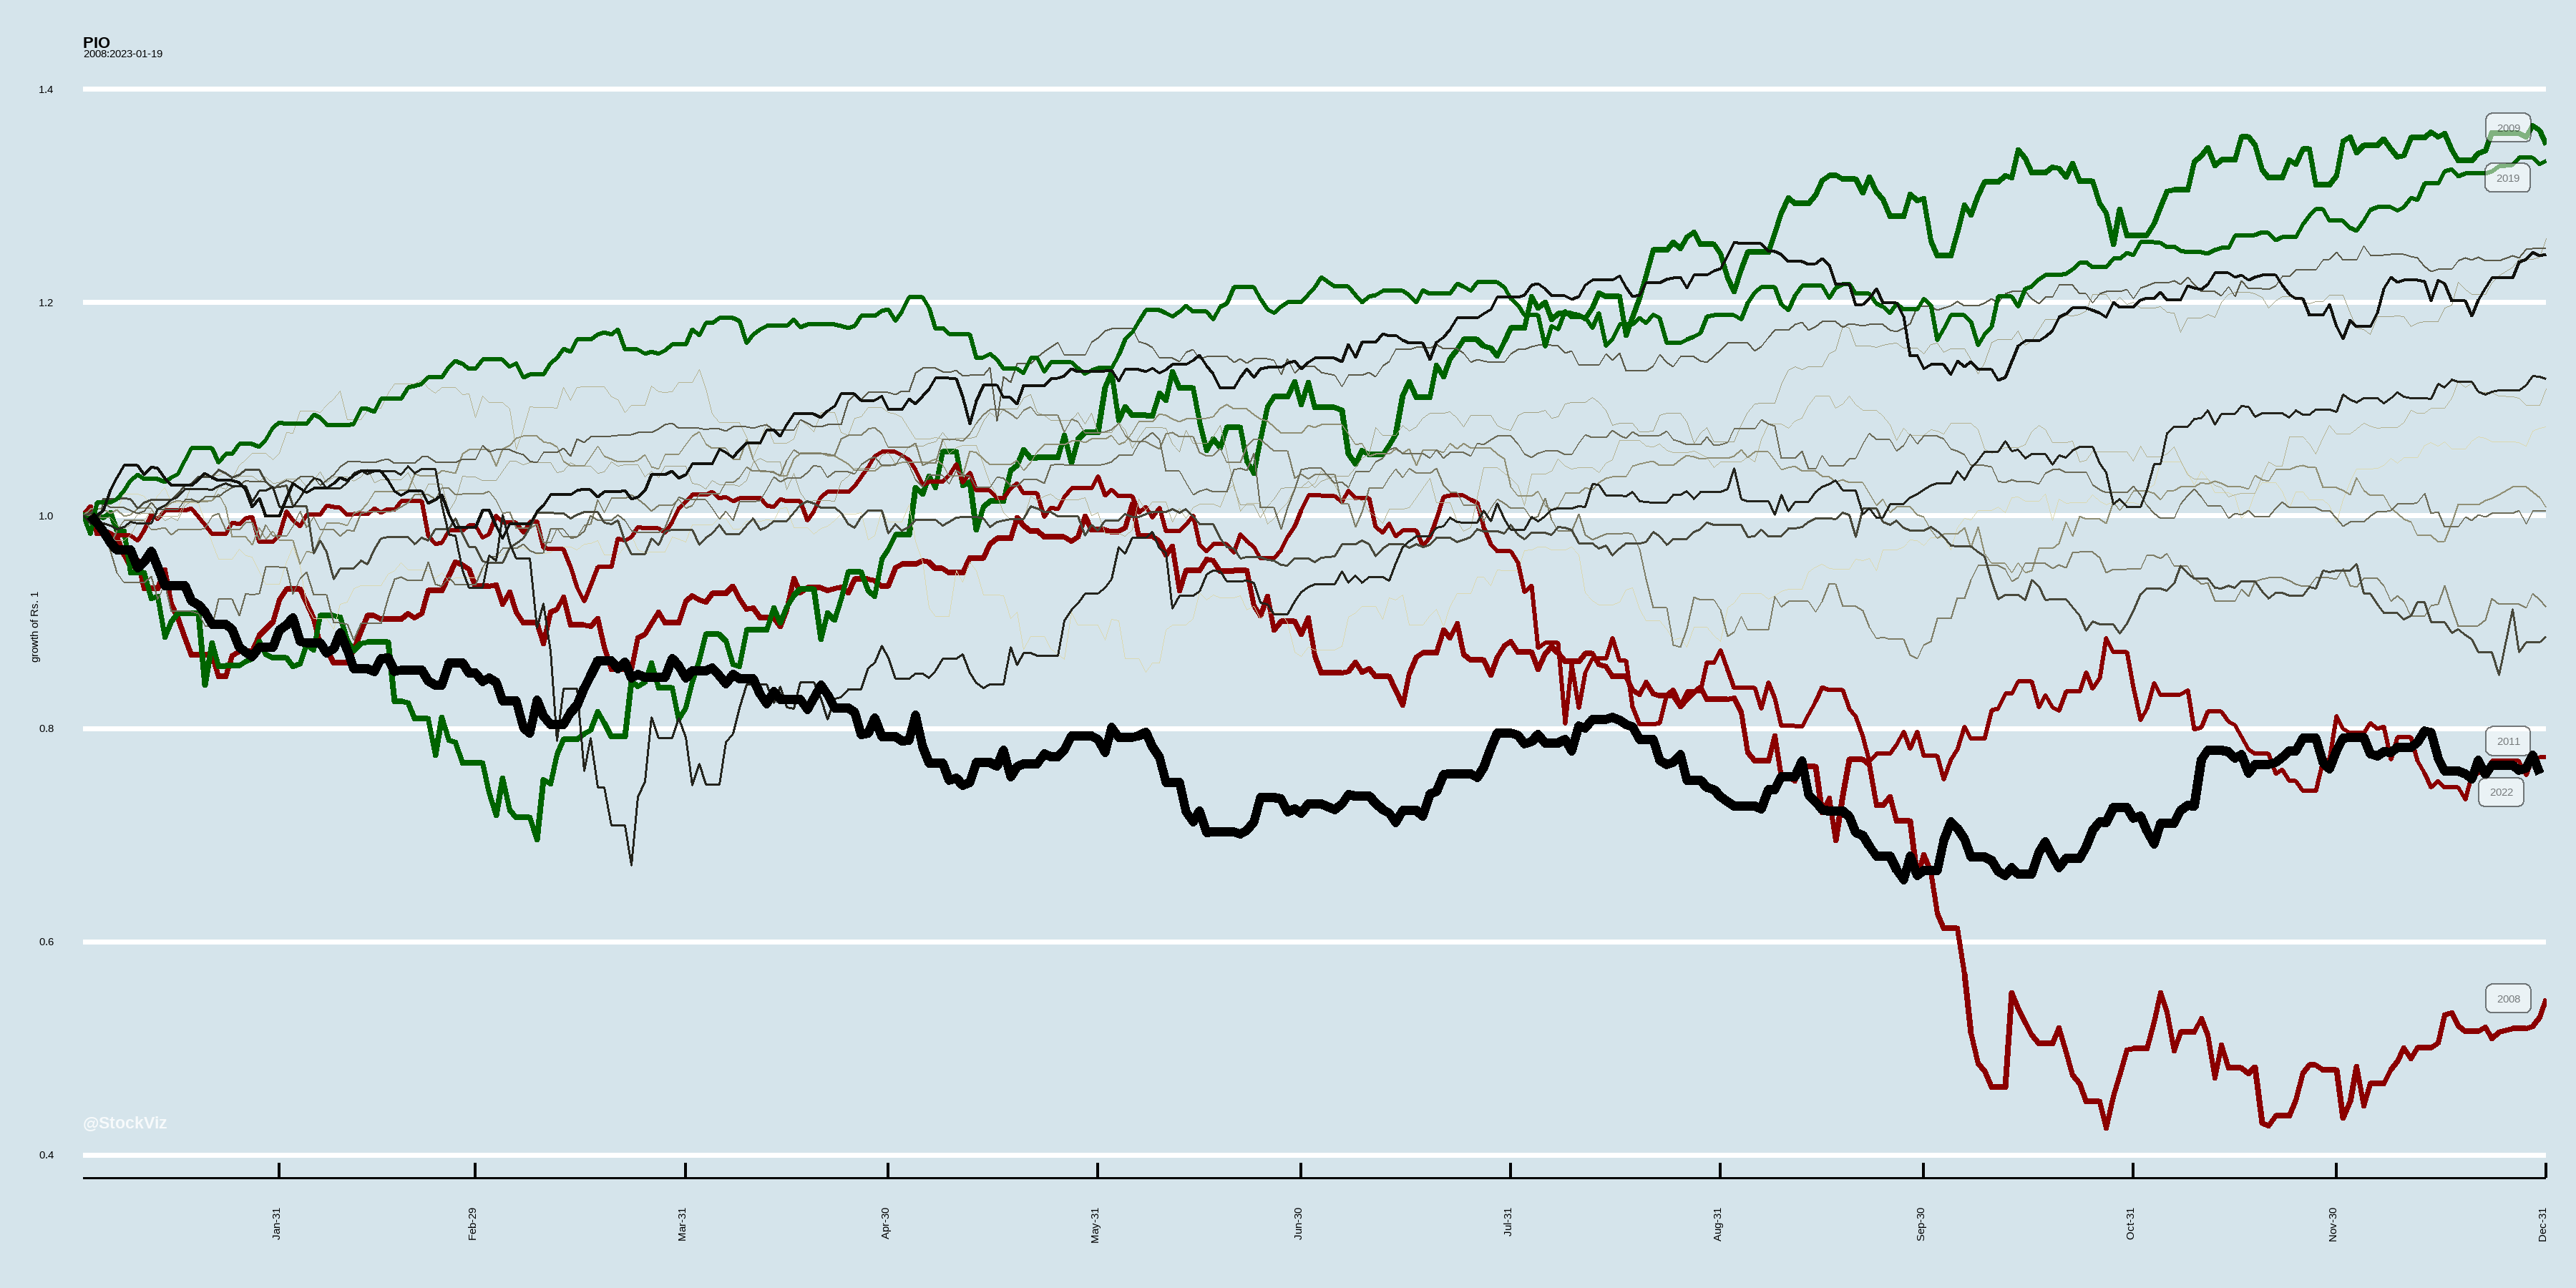 PIO
2008:2023-01-19
1.4
1.2
1.0
0.8
0.6
0.4
growth of Rs. 1
2009
2019
2011
2022
2008
@StockViz
Jan-31
Feb-29
Mar-31
Apr-30
May-31
Jun-30
Jul-31
Aug-31
Sep-30
Oct-31
Nov-30
Dec-31